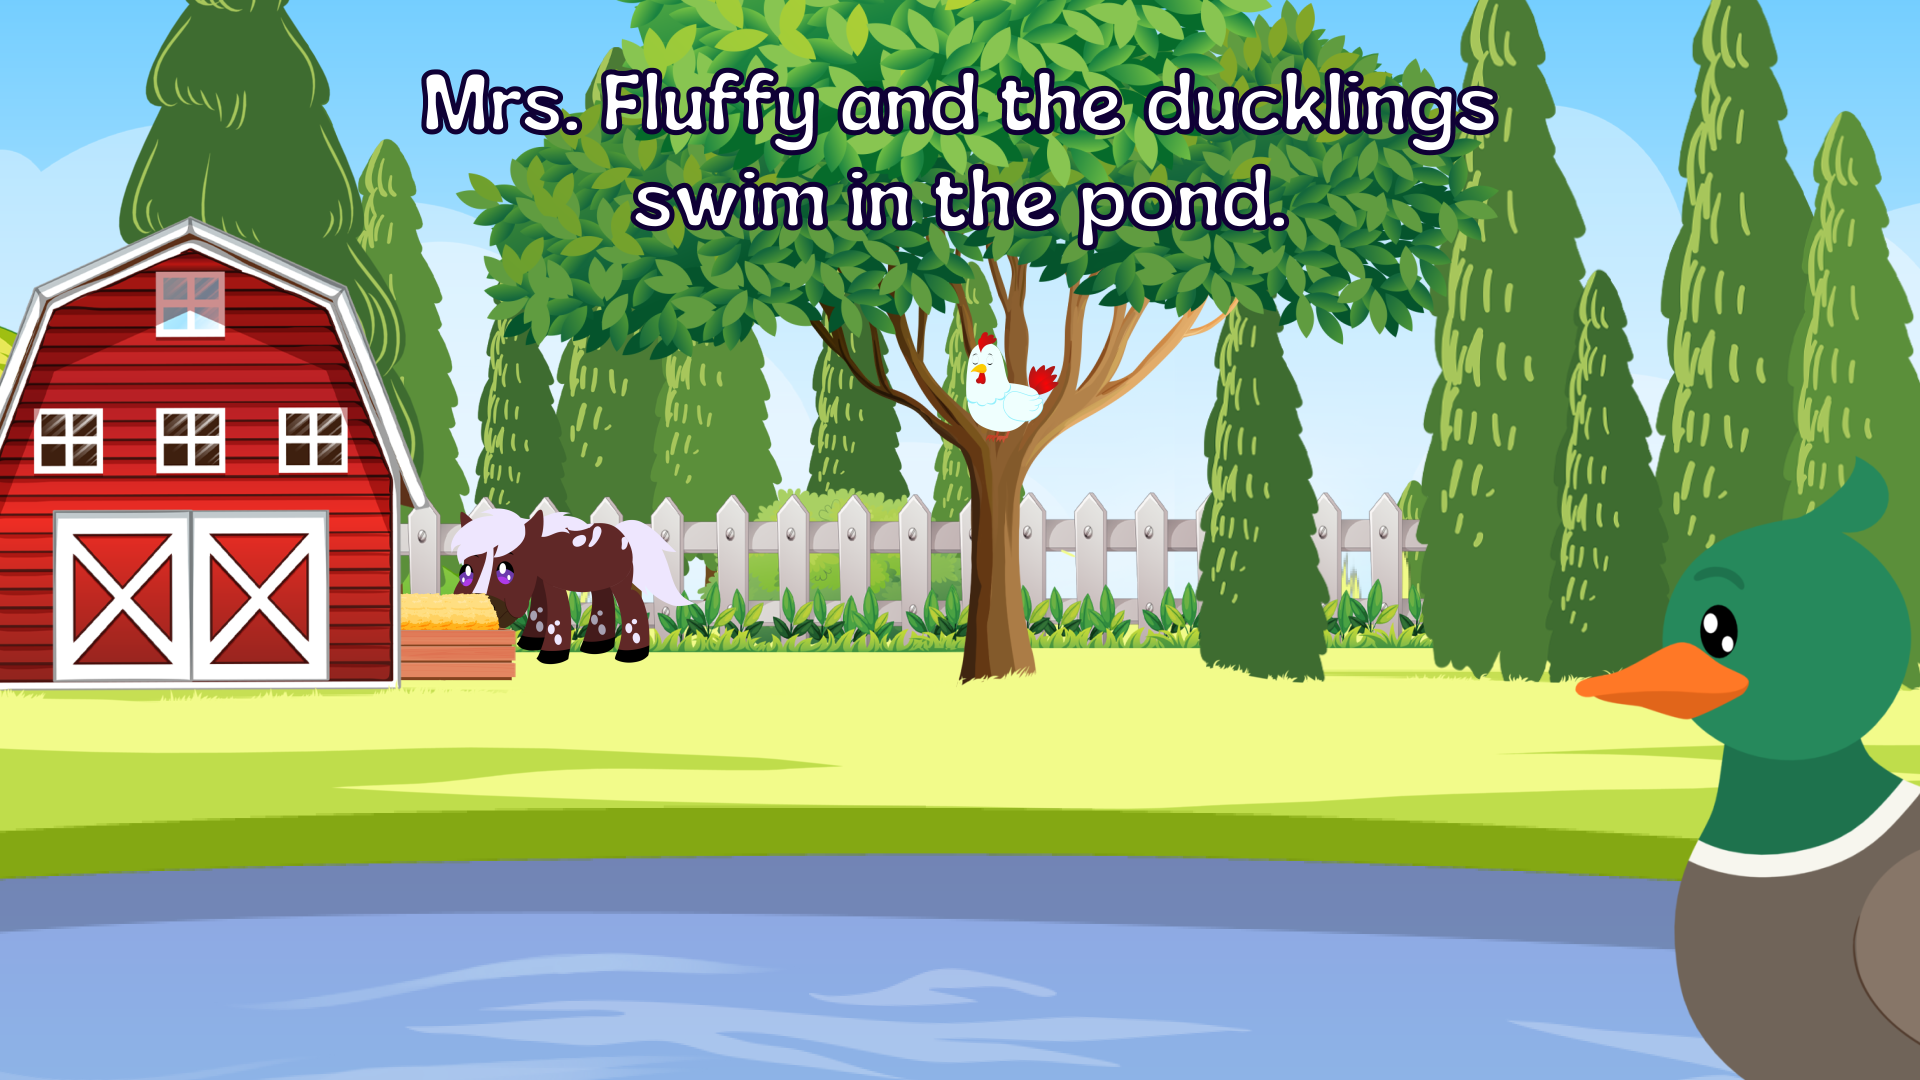 Mrs. Fluffy and the ducklings
swim in the pond.